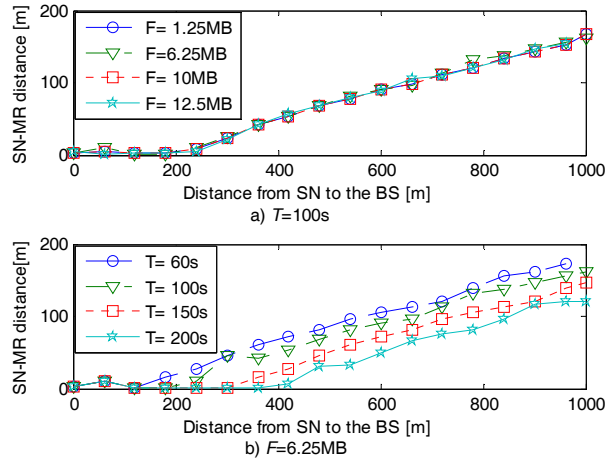 SN-MR distance [m]
200
100
0
F= 1.25MB
F=6.25MB
F= 10MB
F= 12.5MB
0 200 400 600 800 1000
Distance from SN to the BS [m]
a) T=100s
SN-MR distance[m]
200
100
0
T= 60s
T= 100s
T= 150s
T= 200s
0 200 400 600 800 1000
Distance from SN to the BS [m]
b) F=6.25MB